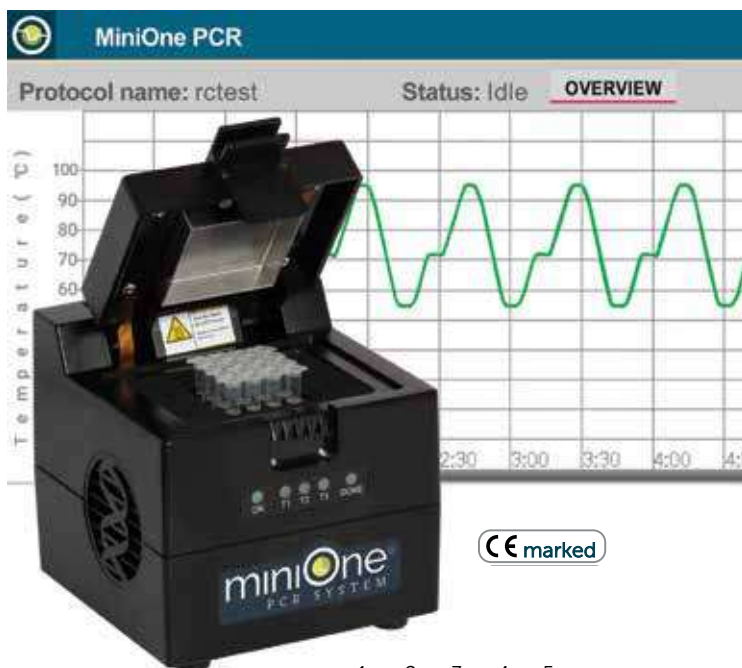 MiniOne PCR
Protocol name: rctest Status: Idle OVERVIEW
Temperature (°C)
100
90
80
70
60
2:30 3:00 3:30 4:00 4:
ON T1 T2 T3 DONE
miniOne
PCR SYSTEM
CE marked